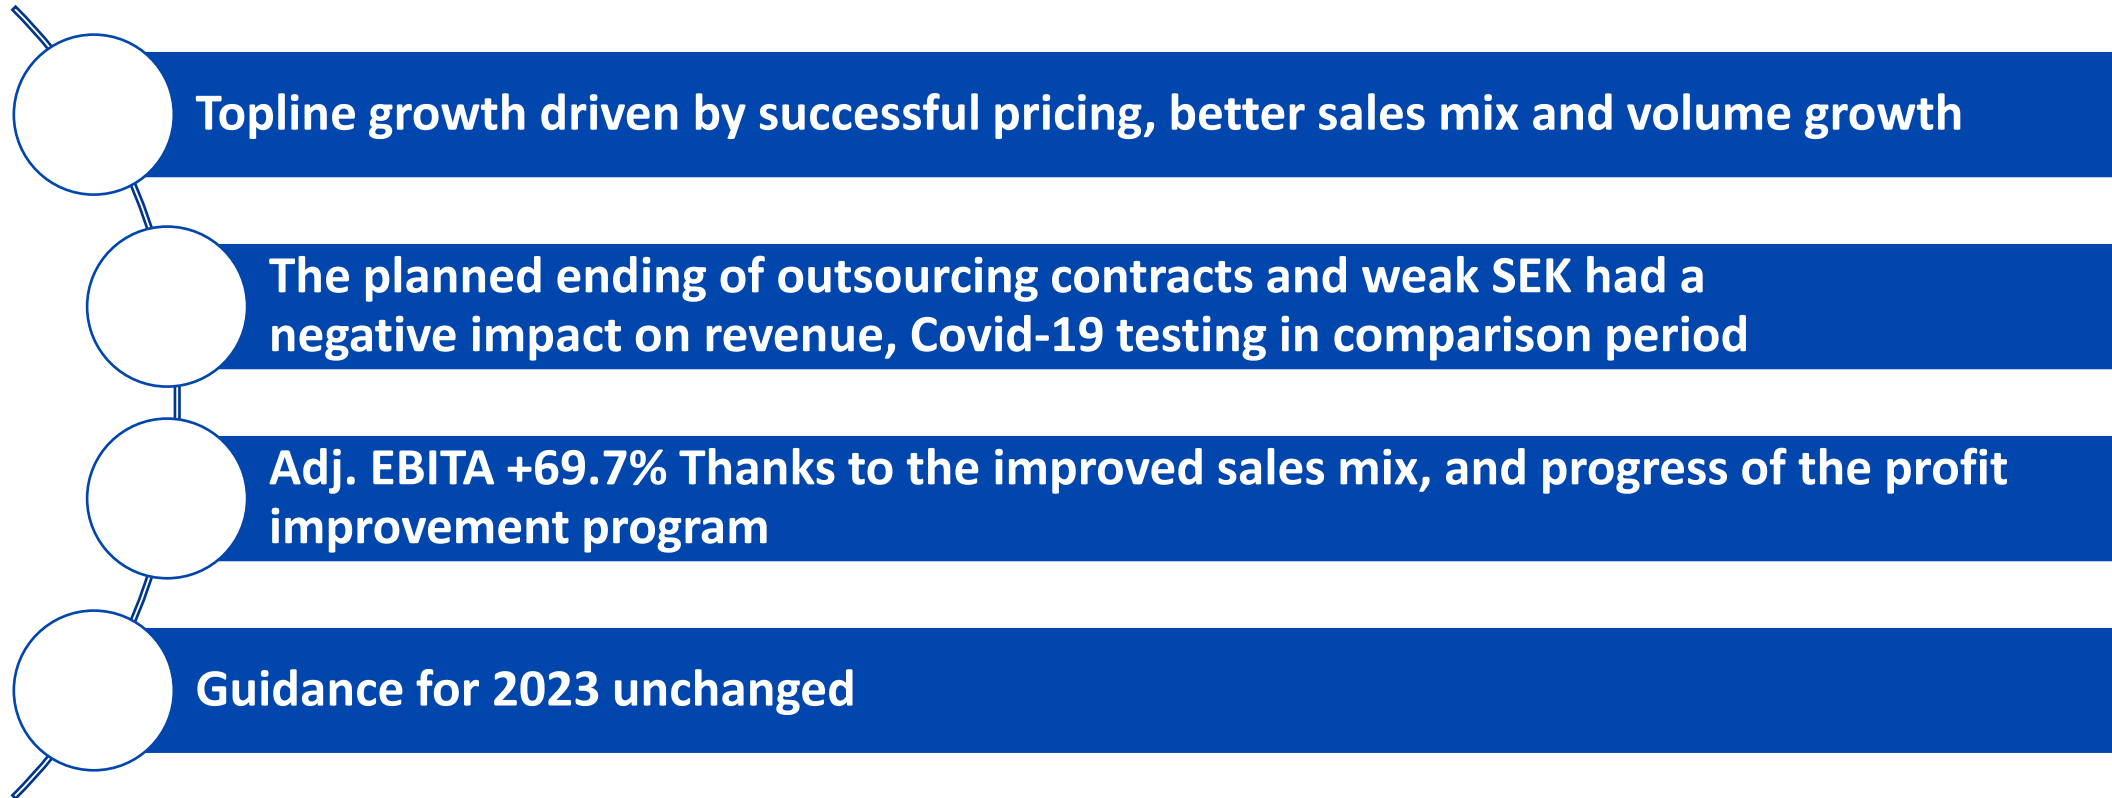 Topline growth driven by successful pricing, better sales mix and volume growth
The planned ending of outsourcing contracts and weak SEK had a
negative impact on revenue, Covid-19 testing in comparison period
Adj. EBITA +69.7% Thanks to the improved sales mix, and progress of the profit
improvement program
Guidance for 2023 unchanged